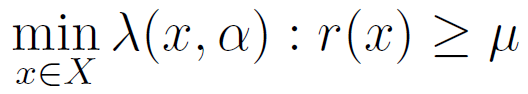 min λ(x, α) : r(x) ≥ μ
x∈X